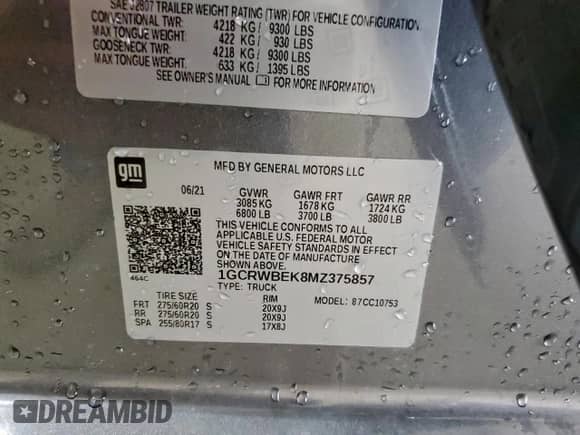 SAE J2807 TRAILER WEIGHT RATING (TWR) FOR VEHICLE CONFIGURATION
CONVENTIONAL TWR: 4218 KG / 9300 LBS
MAX TONGUE WEIGHT: 422 KG / 930 LBS
GOOSENECK TWR: 4218 KG / 9300 LBS
MAX TONGUE WEIGHT: 633 KG / 1395 LBS
SEE OWNER'S MANUAL FOR MORE INFORMATION
gm
MFD BY GENERAL MOTORS LLC
06/21 GVWR GAWR FRT GAWR RR
3085 KG 1678 KG 1724 KG
6800 LB 3700 LB 3800 LB
THIS VEHICLE CONFORMS TO ALL
APPLICABLE U.S. FEDERAL MOTOR
VEHICLE SAFETY STANDARDS IN EFFECT
ON THE DATE OF MANUFACTURE
SHOWN ABOVE
464C
1GCRWBEK8MZ375857
TYPE: TRUCK
TIRE SIZE RIM MODEL: 87CC10753
FRT 275/60R20 S 20X9J
RR 275/60R20 S 20X9J
SPA 255/80R17 S 17X8J
DREAMBID